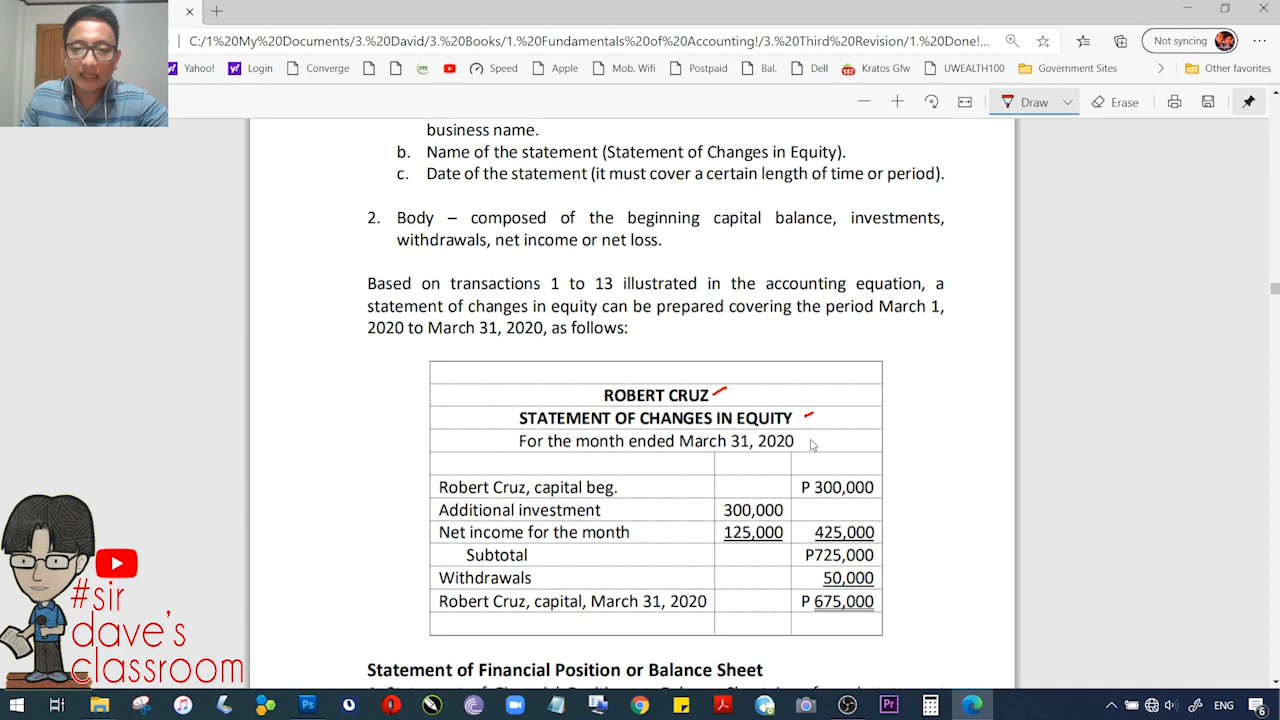 C:/1%20My%20Documents/3.%20David/3.%20Books/1.%20Fundamentals%20of%20Accounting!/3.%20Third%20Revision/1.%20Done!...
Not syncing
Yahoo!
Login
Converge
Speed
Apple
Mob. Wifi
Postpaid
Bal.
Dell
Kratos Gfw
UWEALTH100
Government Sites
Other favorites
Draw
Erase
business name.
b. Name of the statement (Statement of Changes in Equity).
c. Date of the statement (it must cover a certain length of time or period).
2. Body – composed of the beginning capital balance, investments,
withdrawals, net income or net loss.
Based on transactions 1 to 13 illustrated in the accounting equation, a
statement of changes in equity can be prepared covering the period March 1,
2020 to March 31, 2020, as follows:
ROBERT CRUZ
STATEMENT OF CHANGES IN EQUITY
For the month ended March 31, 2020
Robert Cruz, capital beg. P 300,000
Additional investment 300,000
Net income for the month 125,000 425,000
Subtotal P725,000
Withdrawals 50,000
Robert Cruz, capital, March 31, 2020 P 675,000
Statement of Financial Position or Balance Sheet
#sir
dave's
classroom